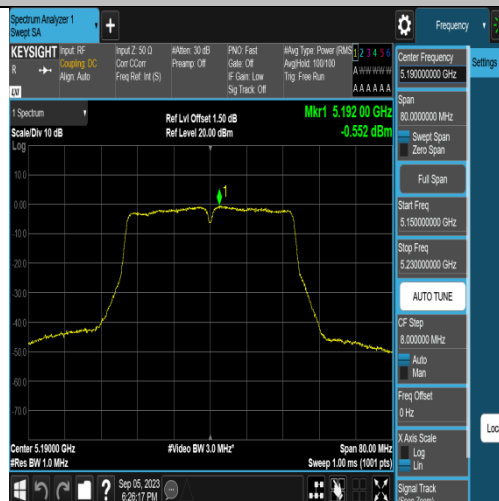 Spectrum Analyzer 1
Swept SA
+
Frequency
KEYSIGHT
Input: RF
Input Z: 50 Ω
#Atten: 30 dB
PNO: Fast
#Avg Type: Power (RMS
1 2 3 4 5 6
R
Coupling: DC
Corr CCorr
Preamp: Off
Gate: Off
Avg|Hold: 100/100
A W W W W W
Align: Auto
Freq Ref: Int (S)
IF Gain: Low
Trig: Free Run
Sig Track: Off
A A A A A A
LXI
1 Spectrum
Ref Lvl Offset 1.50 dB
Mkr1 5.192 00 GHz
Scale/Div 10 dB
Ref Level 20.00 dBm
-0.552 dBm
Log
10.0
0.00
-10.0
-20.0
-30.0
-40.0
-50.0
-60.0
-70.0
1
Center 5.19000 GHz
#Video BW 3.0 MHz*
Span 80.00 MHz
#Res BW 1.0 MHz
Sweep 1.00 ms (1001 pts)
Sep 05, 2023
6:26:17 PM
?
Center Frequency
5.190000000 GHz
Settings
Span
80.0000000 MHz
Swept Span
Zero Span
Full Span
Start Freq
5.150000000 GHz
Stop Freq
5.230000000 GHz
AUTO TUNE
CF Step
8.000000 MHz
Auto
Man
Freq Offset
0 Hz
X Axis Scale
Log
Lin
Loc
Signal Track